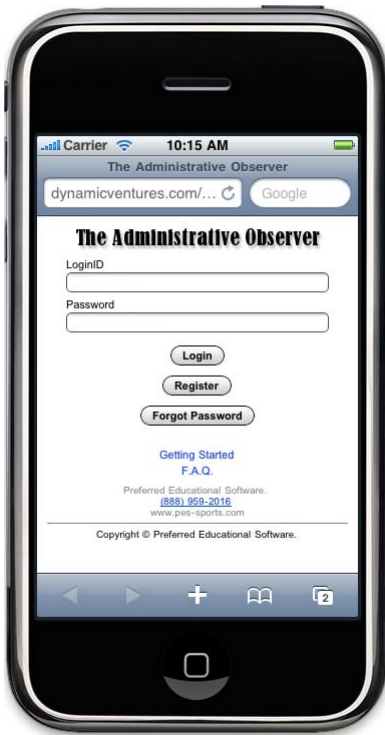 Carrier 10:15 AM
The Administrative Observer
dynamicventures.com/... Google
The Administrative Observer
LoginID
Password
Login
Register
Forgot Password
Getting Started
F.A.Q.
Preferred Educational Software.
(888) 959-2016
www.pes-sports.com
Copyright © Preferred Educational Software.
2